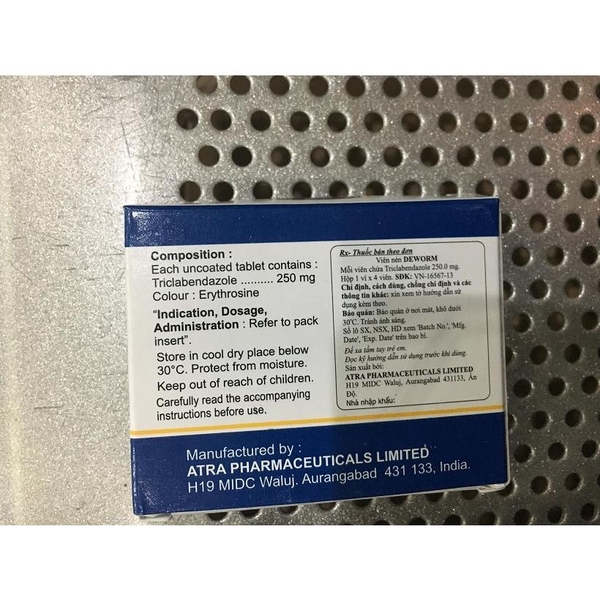 Composition :
Each uncoated tablet contains :
Triclabendazole .......... 250 mg
Colour : Erythrosine
"Indication, Dosage,
Administration : Refer to pack
insert".
Store in cool dry place below
30°C. Protect from moisture.
Keep out of reach of children.
Carefully read the accompanying
instructions before use.
Rx- Thuốc bán theo đơn
Viên nén DEWORM
Mỗi viên chứa Triclabendazole 250.0 mg.
Hộp 1 vỉ x 4 viên. SĐK: VN-16567-13
Chỉ định, cách dùng, chống chỉ định và các
thông tin khác: xin xem tờ hướng dẫn sử
dụng kèm theo.
Bảo quản: Bảo quản ở nơi mát, khô dưới
30°C. Tránh ánh sáng.
Số lô SX, NSX, HD xem 'Batch No.', 'Mfg.
Date', 'Exp. Date' trên bao bì.
Để xa tầm tay trẻ em.
Đọc kỹ hướng dẫn sử dụng trước khi dùng.
Sản xuất bởi:
ATRA PHARMACEUTICALS LIMITED
H19 MIDC Waluj, Aurangabad 431133, Ấn
Độ.
Nhà nhập khẩu:
Manufactured by :
ATRA PHARMACEUTICALS LIMITED
H19 MIDC Waluj. Aurangabad 431 133, India.